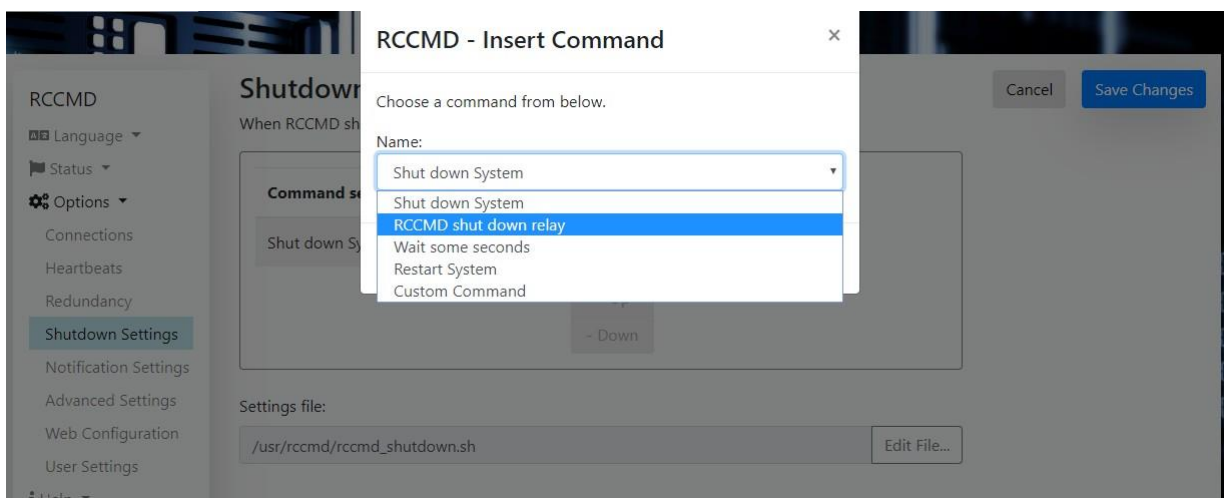 RCCMD - Insert Command ×
Choose a command from below.
Name:
Shut down System
Shut down System
RCCMD shut down relay
Wait some seconds
Restart System
Custom Command
RCCMD
Language
Status
Options
Connections
Heartbeats
Redundancy
Shutdown Settings
Notification Settings
Advanced Settings
Web Configuration
User Settings
Help
Shutdown
When RCCMD sh
Cancel
Save Changes
Command se
Shut down Sy
- Down
Settings file:
/usr/rccmd/rccmd_shutdown.sh
Edit File...